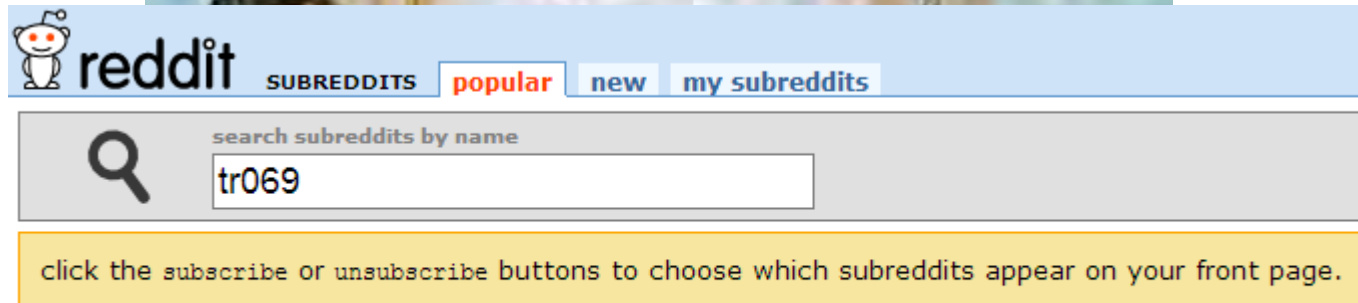 reddit SUBREDDITS popular new my subreddits
search subreddits by name
tr069
click the subscribe or unsubscribe buttons to choose which subreddits appear on your front page.